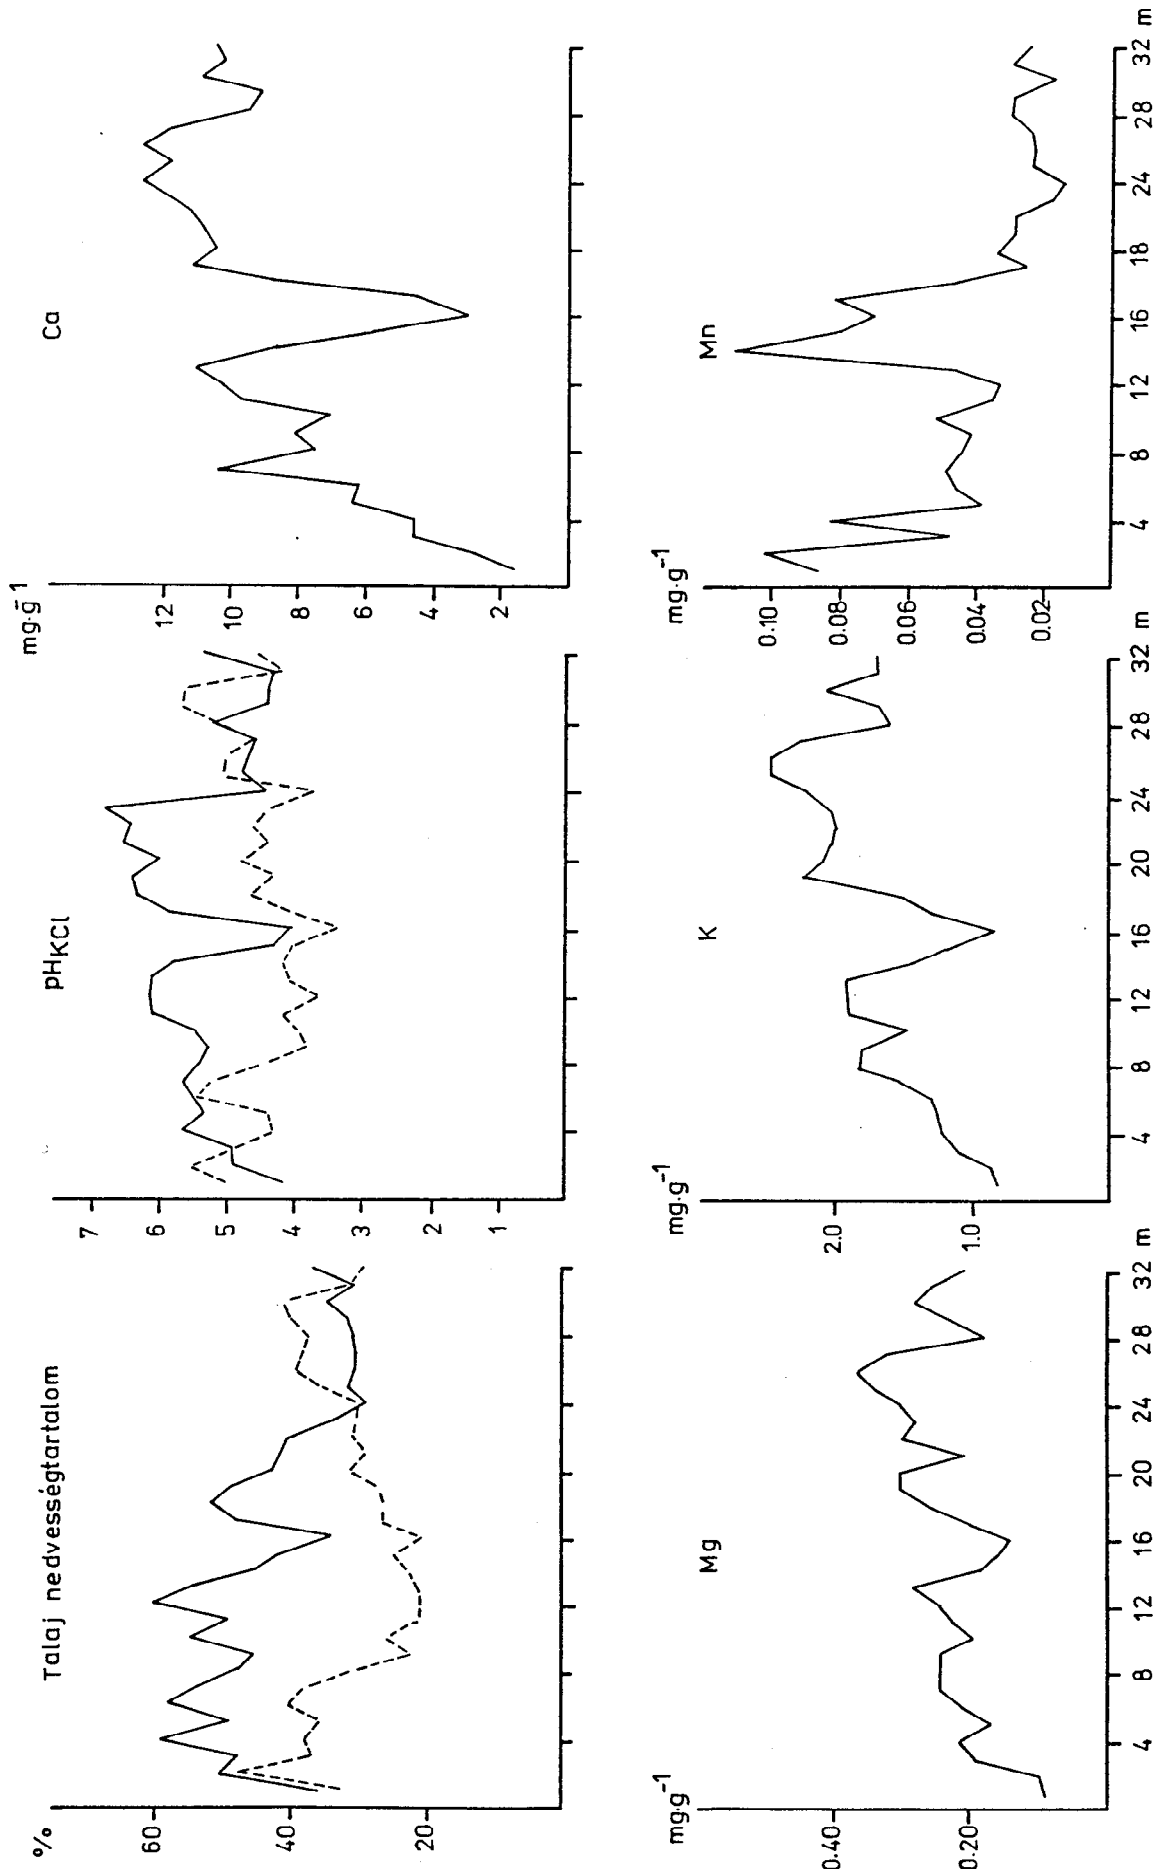 Talaj nedvességtartalom
%
60
40
20
pHKCl
7
6
5
4
3
2
1
Ca
mg·g⁻¹
12
10
8
6
4
2
Mg
mg·g⁻¹
0.40
0.20
4 8 12 16 20 24 28 32 m
K
mg·g⁻¹
2.0
1.0
4 8 12 16 20 24 28 32 m
Mn
mg·g⁻¹
0.10
0.08
0.06
0.04
0.02
4 8 12 16 18 24 28 32 m